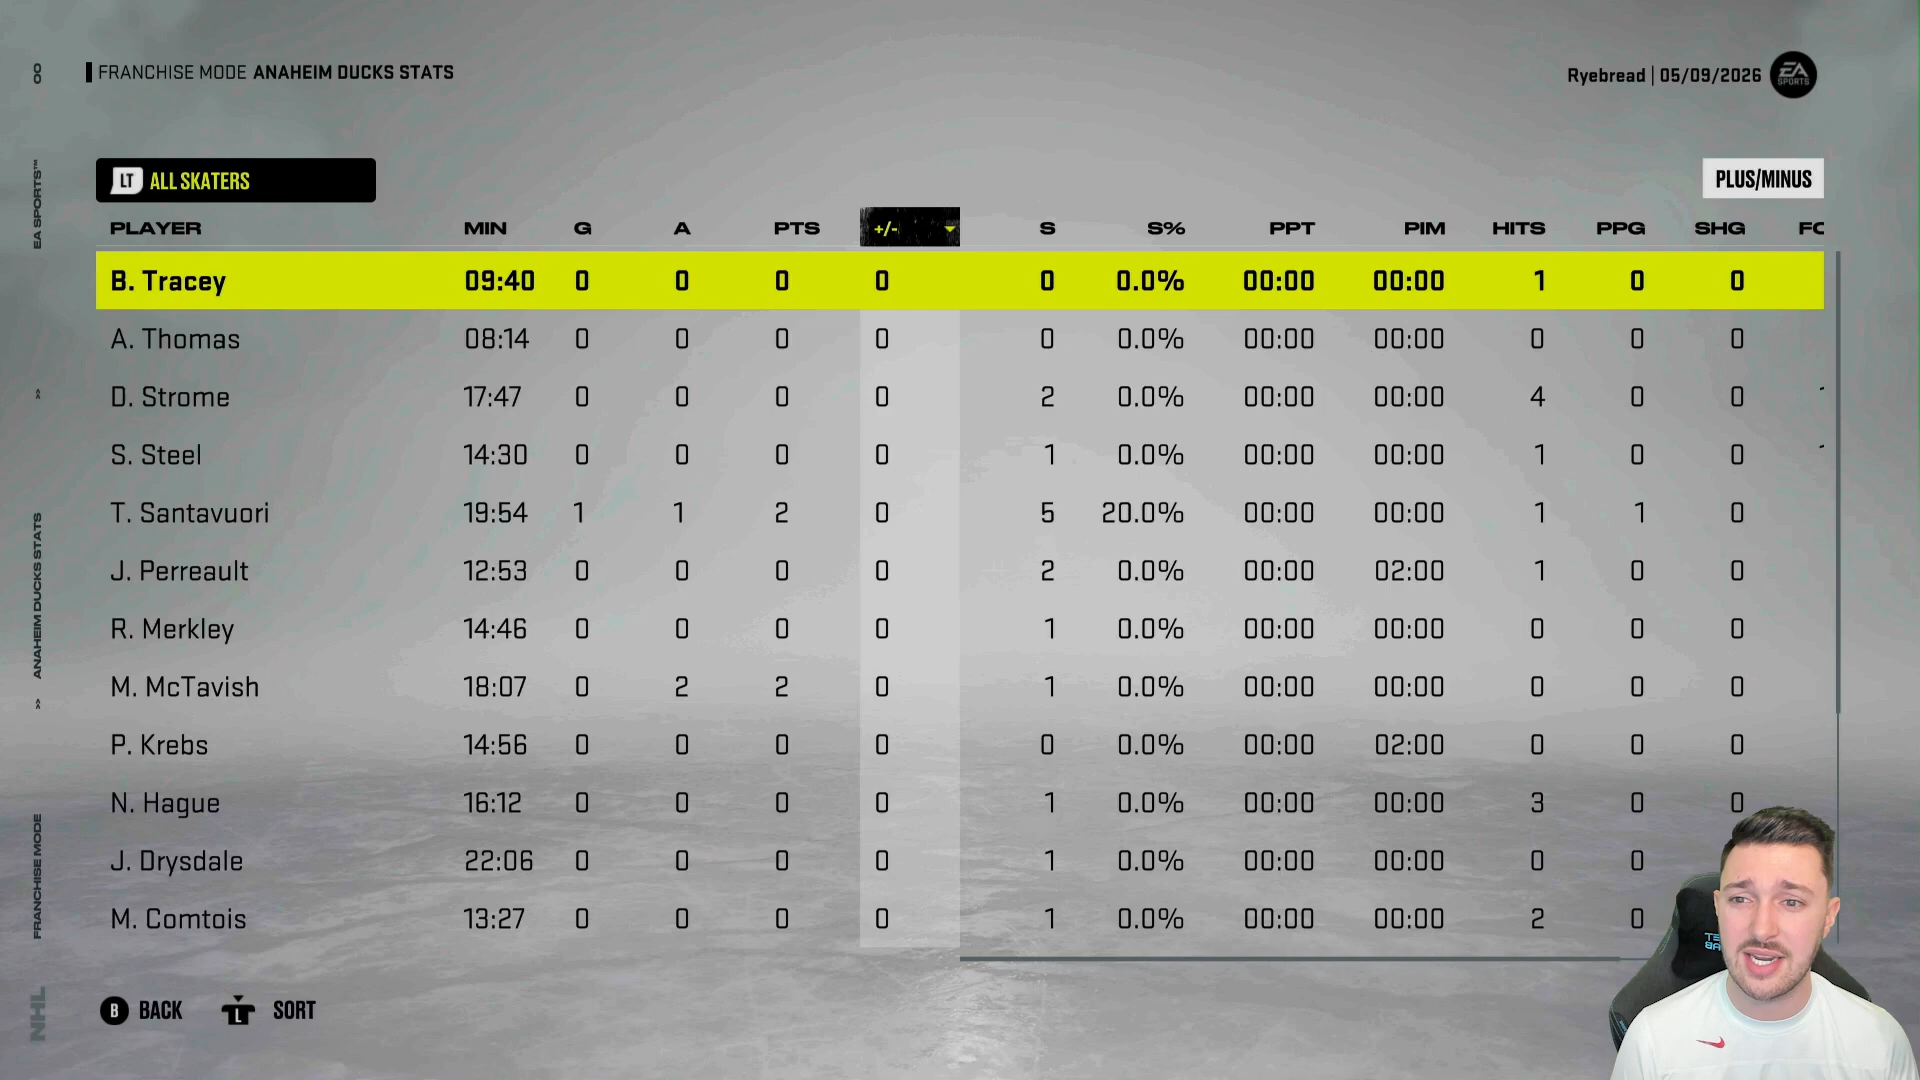 FRANCHISE MODE ANAHEIM DUCKS STATS
Ryebread | 05/09/2026
EA SPORTS
LT ALL SKATERS
PLUS/MINUS
PLAYER MIN G A PTS +/- S S% PPT PIM HITS PPG SHG
B. Tracey 09:40 0 0 0 0 0 0.0% 00:00 00:00 1 0 0
A. Thomas 08:14 0 0 0 0 0 0.0% 00:00 00:00 0 0 0
D. Strome 17:47 0 0 0 0 2 0.0% 00:00 00:00 4 0 0
S. Steel 14:30 0 0 0 0 1 0.0% 00:00 00:00 1 0 0
T. Santavuori 19:54 1 1 2 0 5 20.0% 00:00 00:00 1 1 0
J. Perreault 12:53 0 0 0 0 2 0.0% 00:00 02:00 1 0 0
R. Merkley 14:46 0 0 0 0 1 0.0% 00:00 00:00 0 0 0
M. McTavish 18:07 0 2 2 0 1 0.0% 00:00 00:00 0 0 0
P. Krebs 14:56 0 0 0 0 0 0.0% 00:00 02:00 0 0 0
N. Hague 16:12 0 0 0 0 1 0.0% 00:00 00:00 3 0 0
J. Drysdale 22:06 0 0 0 0 1 0.0% 00:00 00:00 0 0
M. Comtois 13:27 0 0 0 0 1 0.0% 00:00 00:00 2 0
B BACK L SORT
NHL FRANCHISE MODE >> ANAHEIM DUCKS STATS >> EA SPORTS™